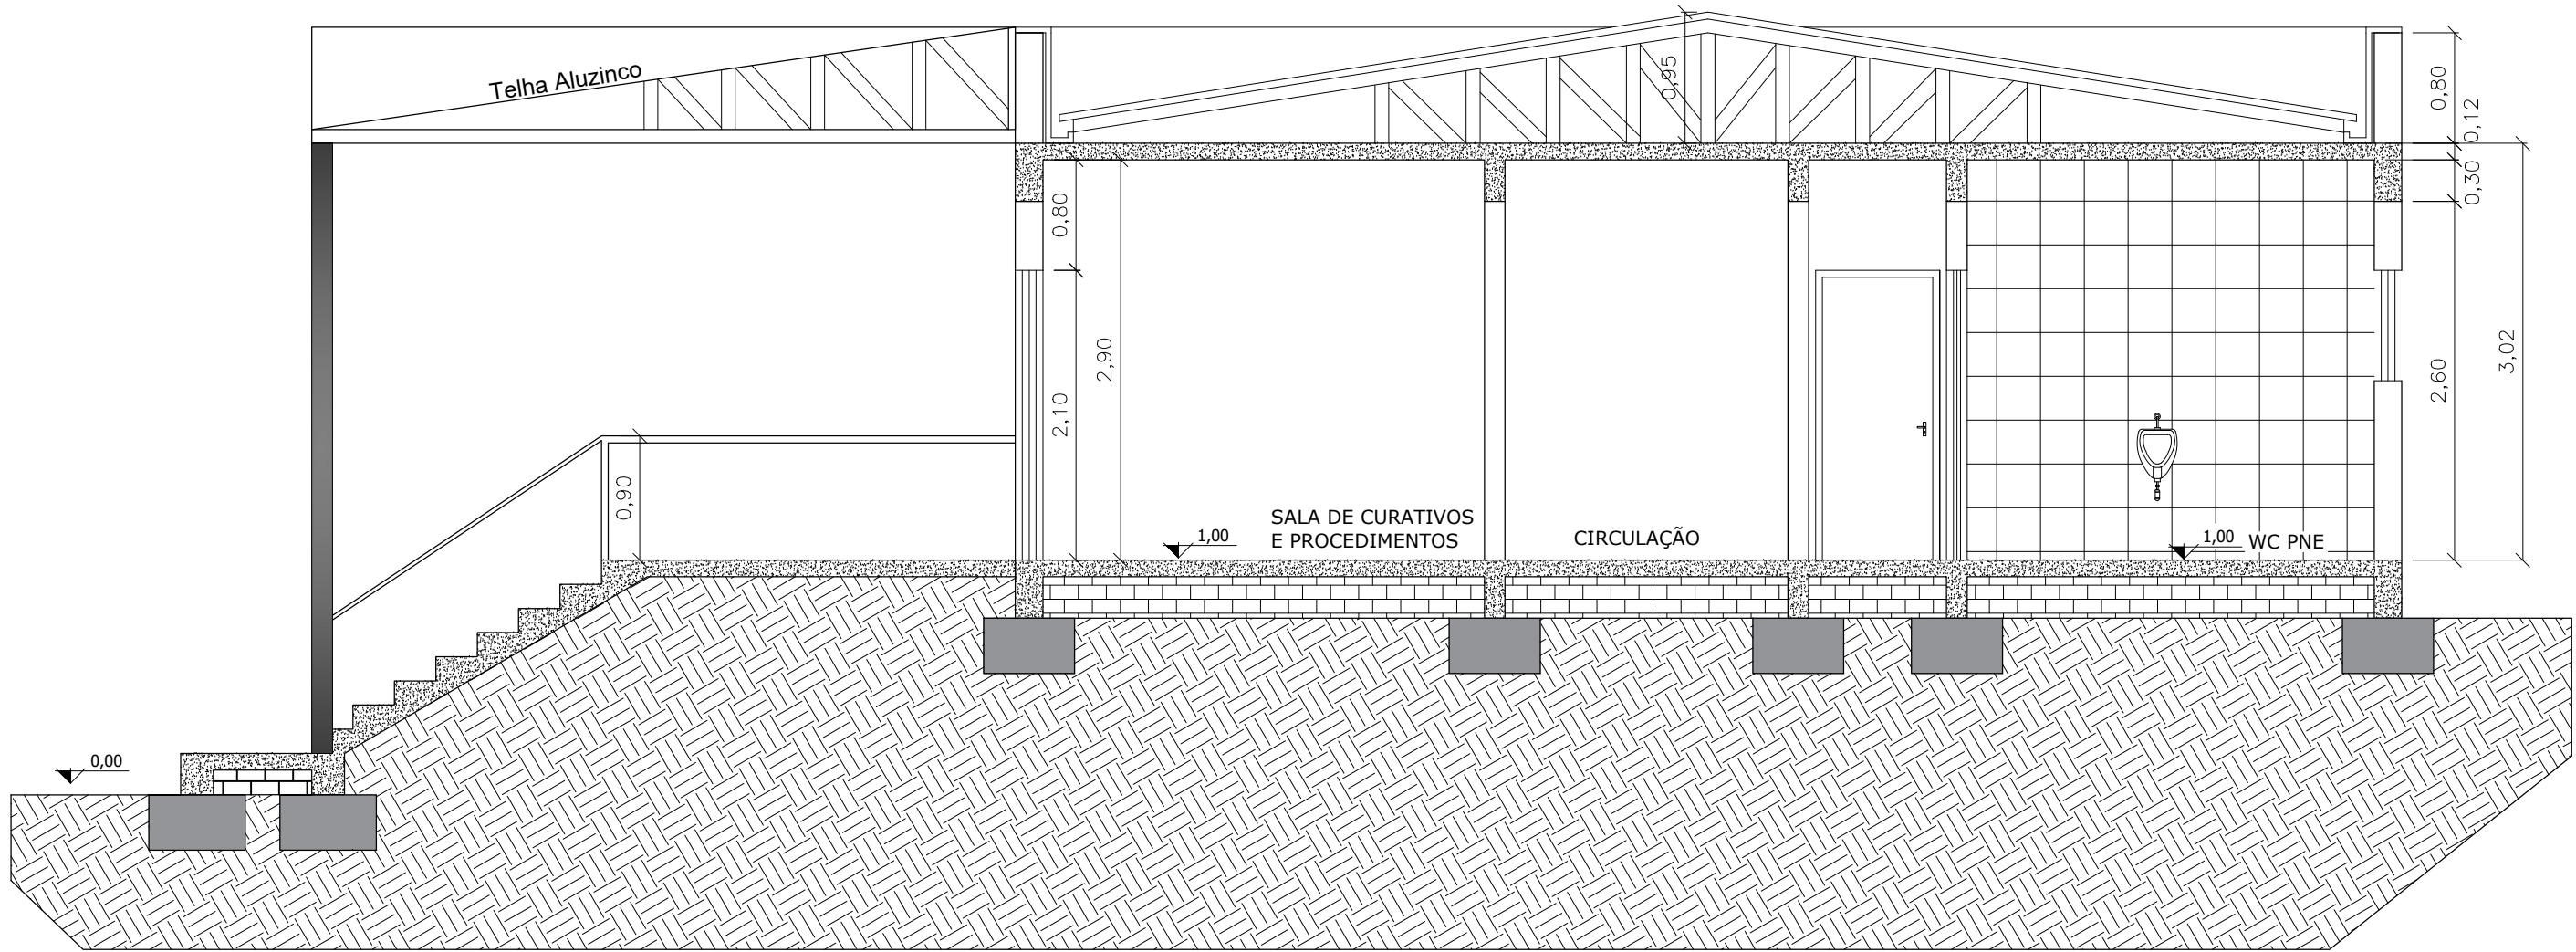 Telha Aluzinco
0,95
0,80
0,12
0,30
0,80
2,90
2,10
2,60
3,02
0,90
SALA DE CURATIVOS
E PROCEDIMENTOS
1,00
CIRCULAÇÃO
1,00
WC PNE
0,00